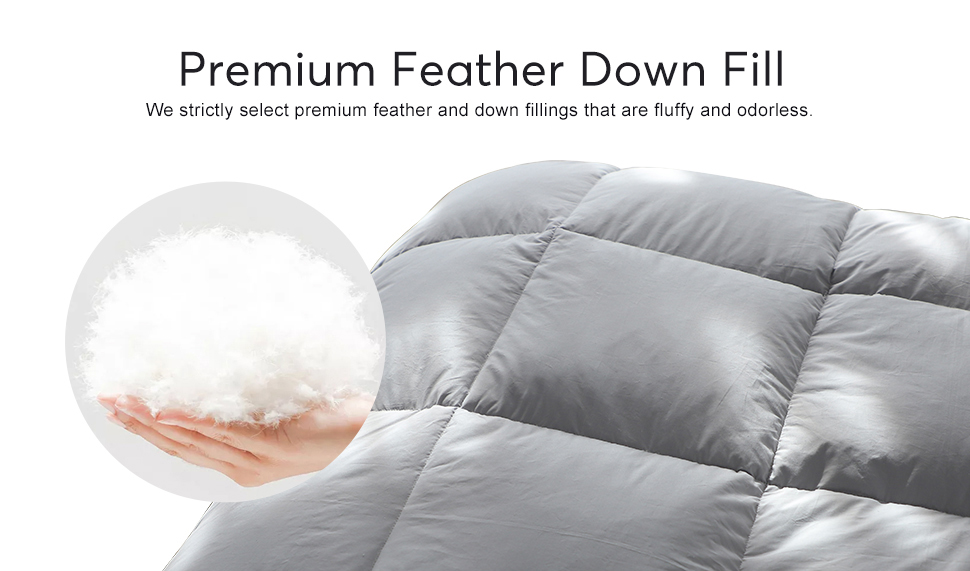 Premium Feather Down Fill
We strictly select premium feather and down fillings that are fluffy and odorless.